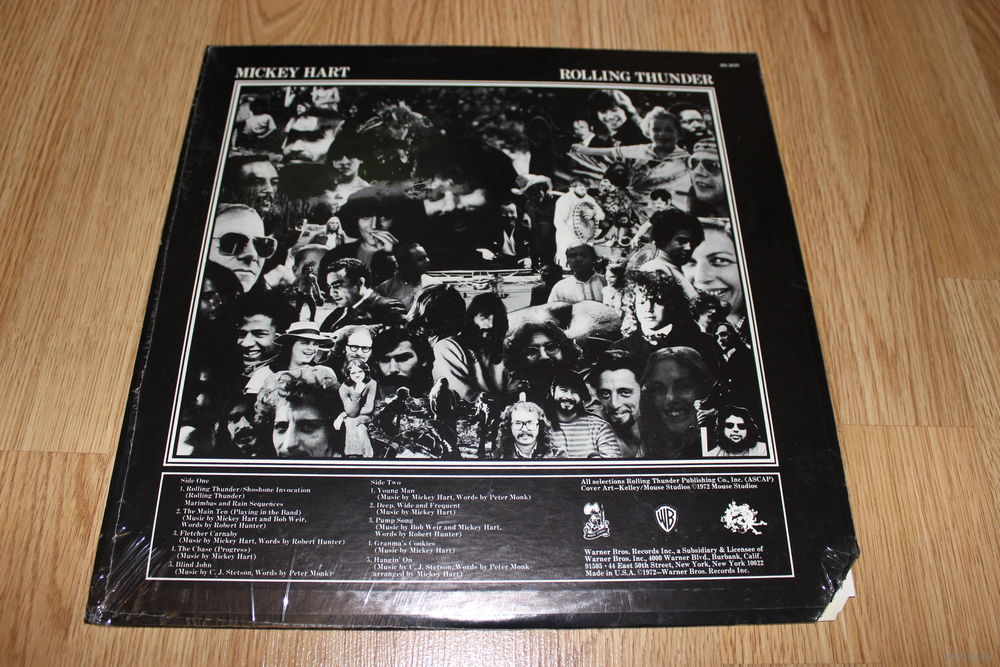 MICKEY HART
ROLLING THUNDER
Side One
1. Rolling Thunder/Shoshone Invocation
(Rolling Thunder)
Marimbas and Rain Sequences
2. The Main Ten (Playing in the Band)
(Music by Mickey Hart and Bob Weir,
Words by Robert Hunter)
3. Fletcher Carnaby
(Music by Mickey Hart, Words by Robert Hunter)
4. The Chase (Progress)
(Music by Mickey Hart)
5. Blind John
(Music by C. J. Stetson, Words by Peter Monk)
Side Two
1. Young Man
(Music by Mickey Hart, Words by Peter Monk)
2. Deep, Wide and Frequent
(Music by Mickey Hart)
3. Pump Song
(Music by Bob Weir and Mickey Hart,
Words by Robert Hunter)
4. Granma's Cookies
(Music by Mickey Hart)
5. Hangin' On
(Music by C. J. Stetson, Words by Peter Monk
arranged by Mickey Hart)
All selections Rolling Thunder Publishing Co., Inc. (ASCAP)
Cover Art—Kelley/Mouse Studios ©1972 Mouse Studios
WB
Warner Bros. Records Inc., a Subsidiary & Licensee of
Warner Bros. Inc., 4000 Warner Blvd., Burbank, Calif.
91505 · 44 East 50th Street, New York, New York 10022
Made in U.S.A. ©1972—Warner Bros. Records Inc.